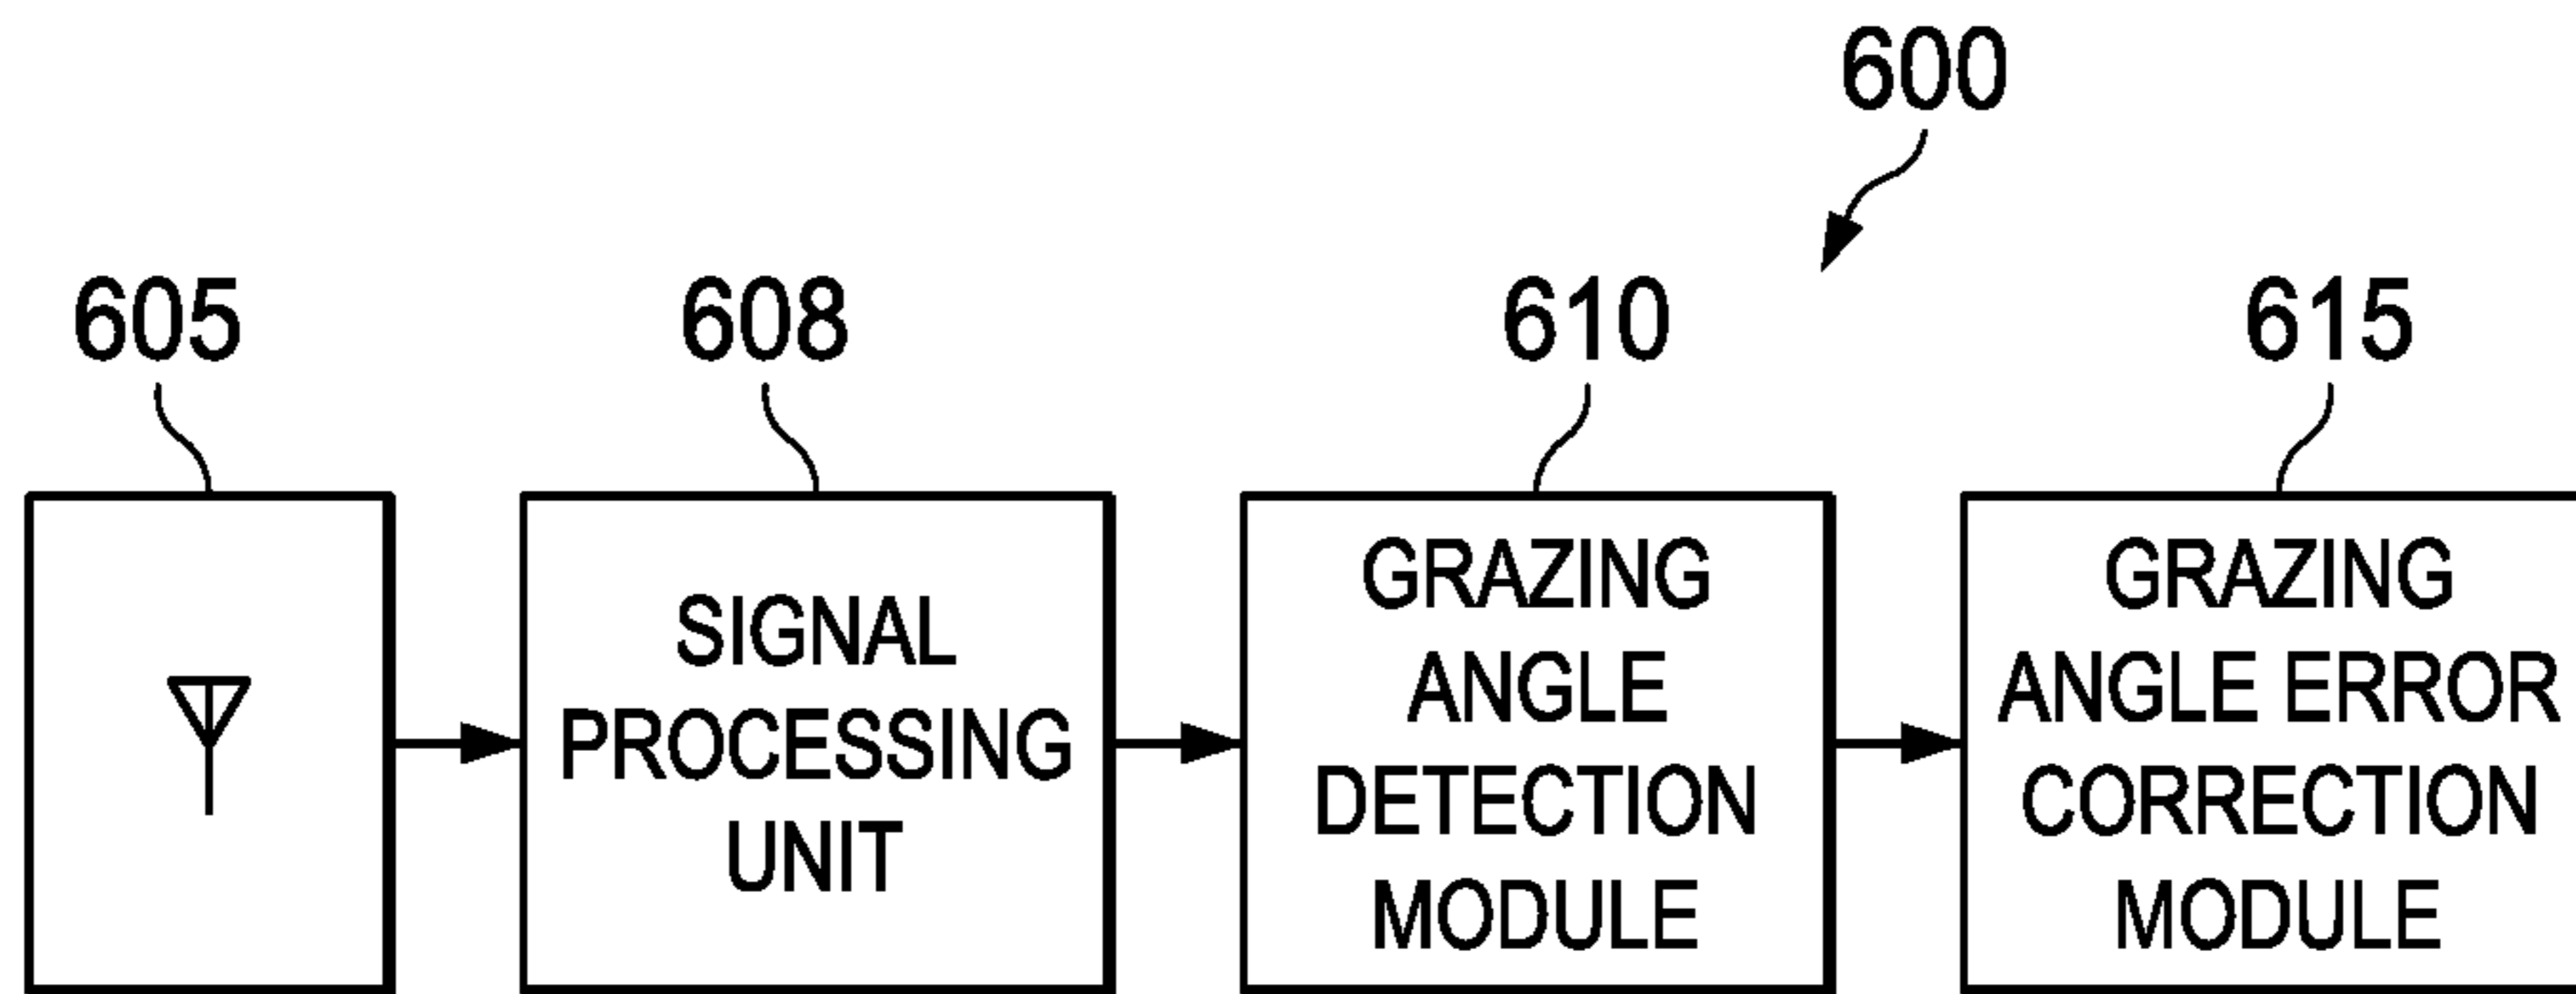 600
605
608
610
615
SIGNAL
PROCESSING
UNIT
GRAZING
ANGLE
DETECTION
MODULE
GRAZING
ANGLE ERROR
CORRECTION
MODULE